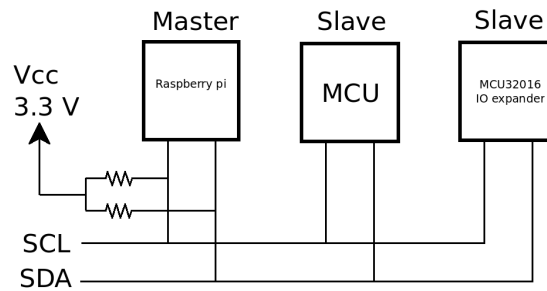 Master
Slave
Slave
Vcc
3.3 V
Raspberry pi
MCU
MCU32016
IO expander
SCL
SDA